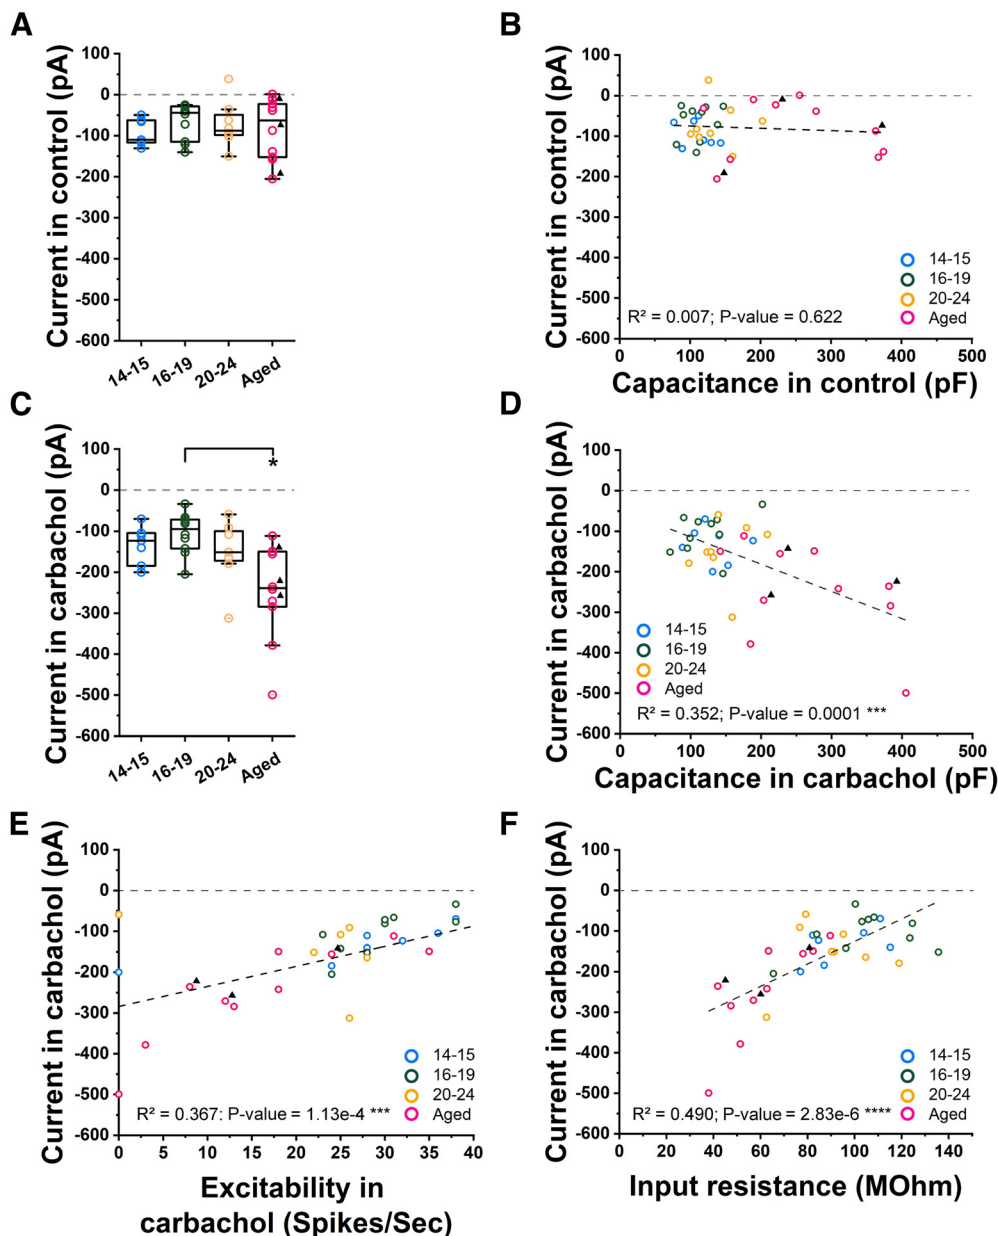 A
Current in control (pA)
100
0
-100
-200
-300
-400
-500
-600
14-15
16-19
20-24
Aged
B
Current in control (pA)
100
0
-100
-200
-300
-400
-500
-600
14-15
16-19
20-24
Aged
R² = 0.007; P-value = 0.622
0 100 200 300 400 500
Capacitance in control (pF)
C
Current in carbachol (pA)
100
0
-100
-200
-300
-400
-500
-600
*
14-15
16-19
20-24
Aged
D
Current in carbachol (pA)
100
0
-100
-200
-300
-400
-500
-600
14-15
16-19
20-24
Aged
R² = 0.352; P-value = 0.0001 ***
0 100 200 300 400 500
Capacitance in carbachol (pF)
E
Current in carbachol (pA)
100
0
-100
-200
-300
-400
-500
-600
14-15
16-19
20-24
Aged
R² = 0.367: P-value = 1.13e-4 ***
0 5 10 15 20 25 30 35 40
Excitability in
carbachol (Spikes/Sec)
F
Current in carbachol (pA)
100
0
-100
-200
-300
-400
-500
-600
14-15
16-19
20-24
Aged
R² = 0.490; P-value = 2.83e-6 ****
0 20 40 60 80 100 120 140
Input resistance (MOhm)